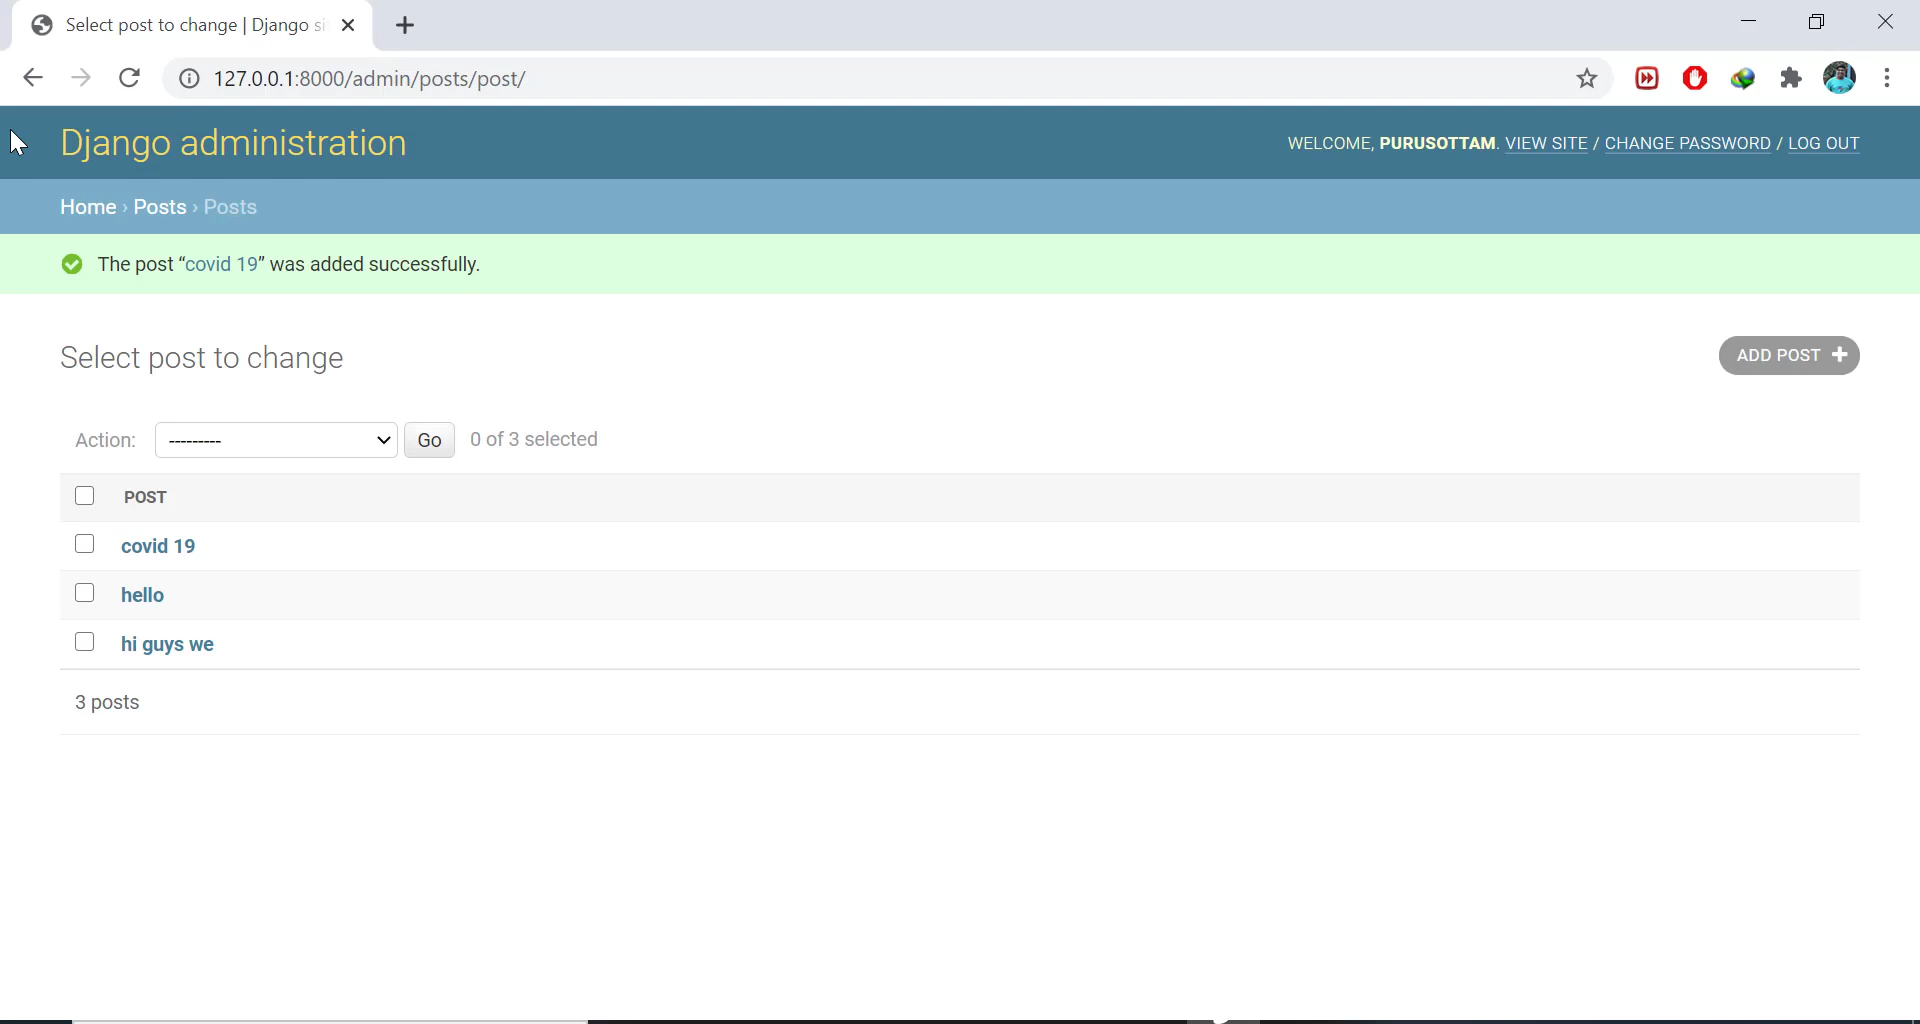 Select post to change | Django si
127.0.0.1:8000/admin/posts/post/
Django administration
WELCOME, PURUSOTTAM. VIEW SITE / CHANGE PASSWORD / LOG OUT
Home › Posts › Posts
The post “covid 19” was added successfully.
Select post to change
ADD POST +
Action: --------- Go 0 of 3 selected
POST
covid 19
hello
hi guys we
3 posts